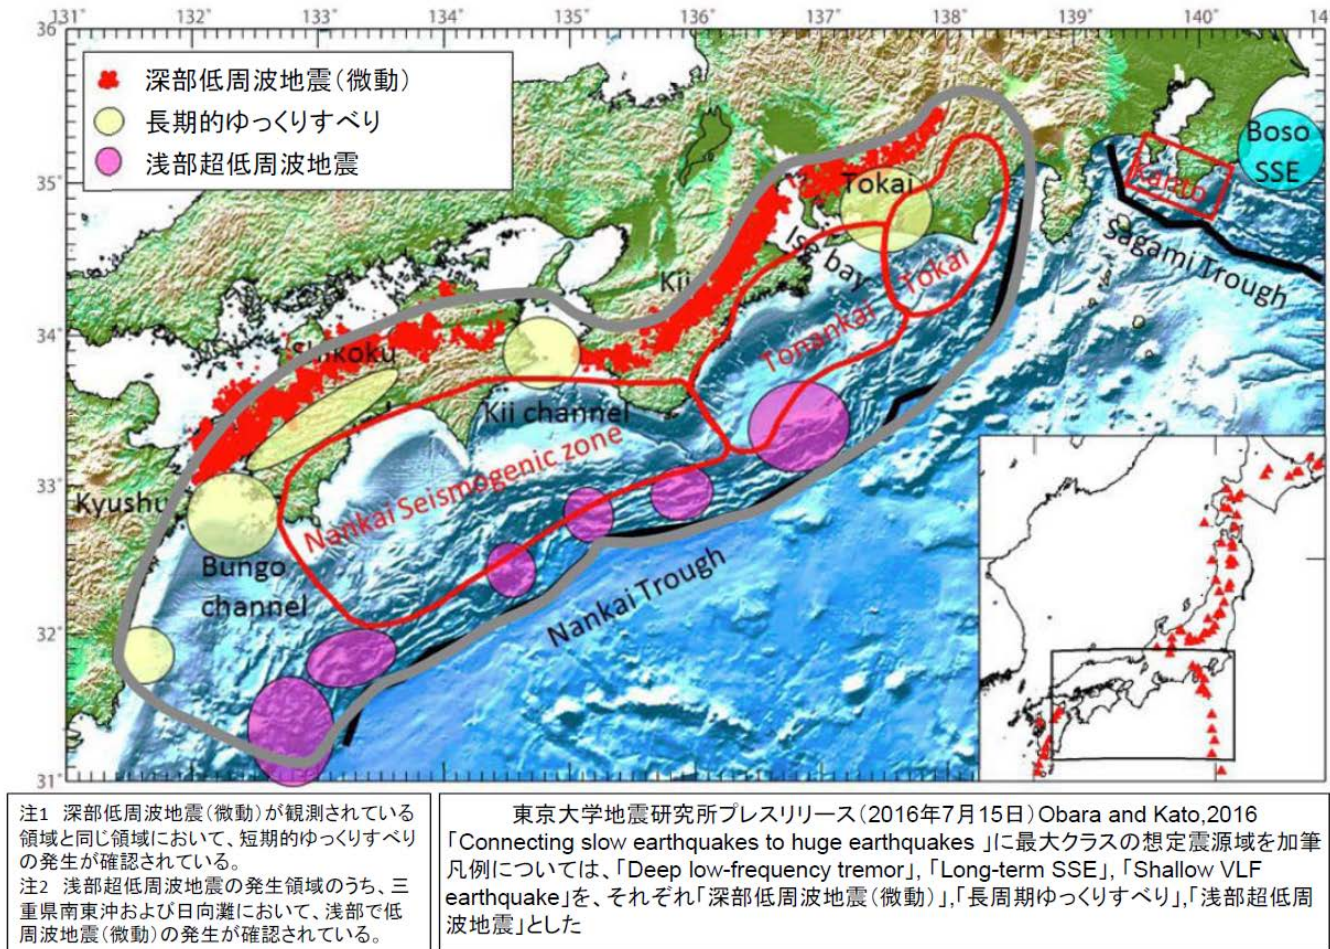 131 132 133 134 135 136 137 138 139 140 14
36
35
34
33
32
31
深部低周波地震(微動)
長期的ゆっくりすべり
浅部超低周波地震
Boso
SSE
Kanto
Sagami Trough
Tokai
Ise bay
Tokai
Kii
Tonankai
Shikoku
Kii channel
Nankai Seismogenic zone
Kyushu
Bungo
channel
Nankai Trough
注1 深部低周波地震(微動)が観測されている
領域と同じ領域において、短期的ゆっくりすべり
の発生が確認されている。
注2 浅部超低周波地震の発生領域のうち、三
重県南東沖および日向灘において、浅部で低
周波地震(微動)の発生が確認されている。
東京大学地震研究所プレスリリース(2016年7月15日)Obara and Kato,2016
「Connecting slow earthquakes to huge earthquakes 」に最大クラスの想定震源域を加筆
凡例については、「Deep low-frequency tremor」, 「Long-term SSE」, 「Shallow VLF
earthquake」を、それぞれ「深部低周波地震(微動)」,「長周期ゆっくりすべり」,「浅部超低周
波地震」とした